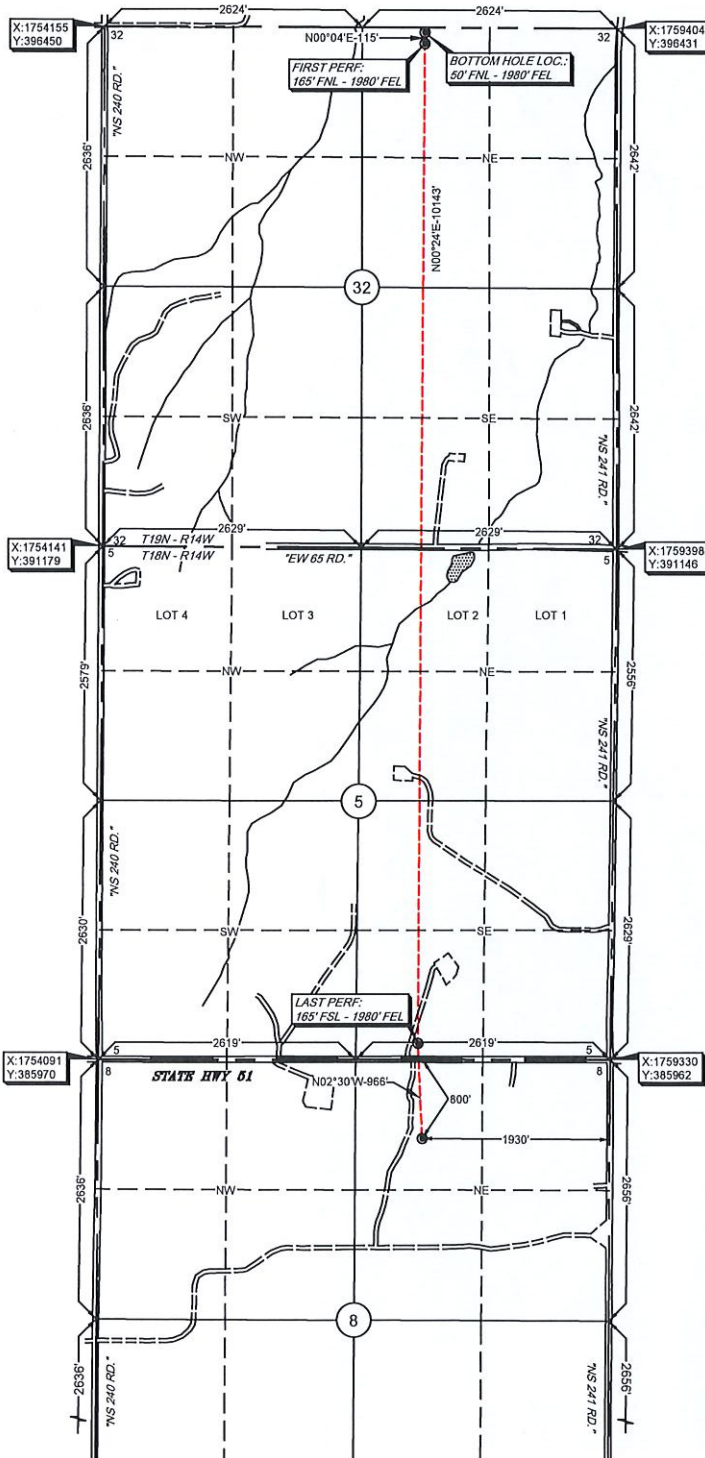 2624' 2624'
X:1754155
Y:396450
X:1759404
Y:396431
32 32
N00°04'E-115'
FIRST PERF:
165' FNL - 1980' FEL
BOTTOM HOLE LOC.:
50' FNL - 1980' FEL
"NS 240 RD."
2636' 2642'
NW NE
N00°24'E-10143'
32
2636' 2642'
SW SE
"NS 241 RD."
2629' 2629'
X:1754141
Y:391179
X:1759398
Y:391146
32 32
T19N - R14W
T18N - R14W
5 5
"EW 65 RD."
LOT 4 LOT 3 LOT 2 LOT 1
2579' 2556'
NW NE
"NS 241 RD."
5
"NS 240 RD."
2630' 2629'
SW SE
LAST PERF:
165' FSL - 1980' FEL
2619' 2619'
X:1754091
Y:385970
X:1759330
Y:385962
5 5
8 8
STATE HWY 51
N02°30'W-966'
800'
1930'
2636' 2656'
NW NE
8
2636' 2656'
"NS 240 RD." "NS 241 RD."